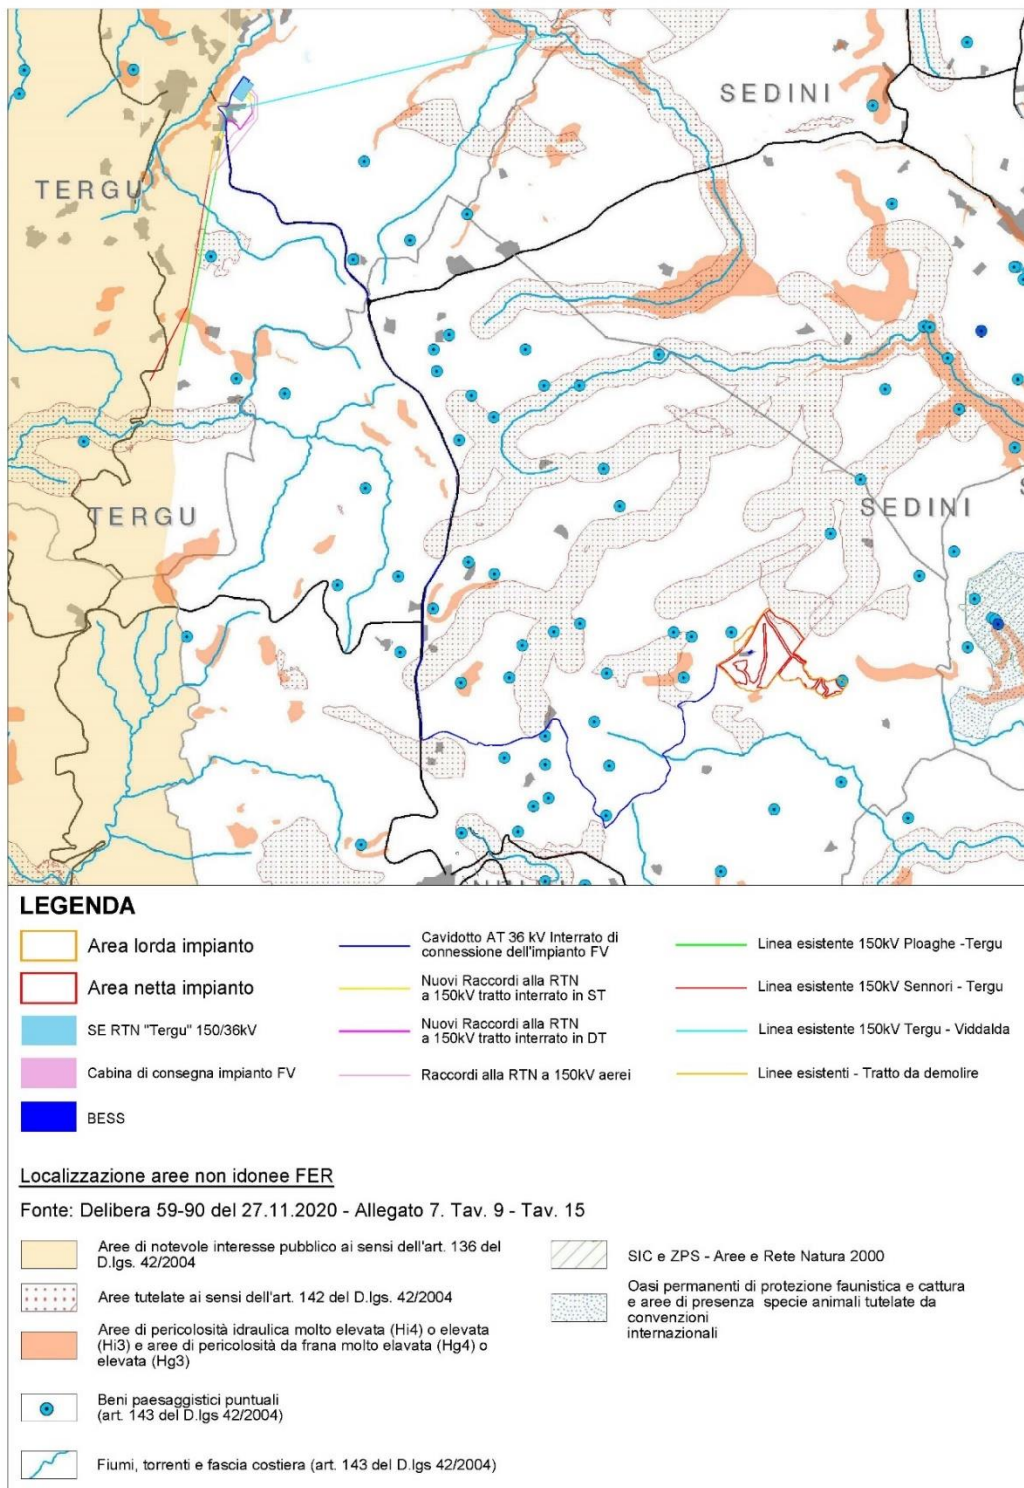 SEDINI
TERGU
TERGU
SEDINI
LEGENDA
Area lorda impianto
Area netta impianto
SE RTN "Tergu" 150/36kV
Cabina di consegna impianto FV
BESS
Cavidotto AT 36 kV Interrato di
connessione dell'impianto FV
Nuovi Raccordi alla RTN
a 150kV tratto interrato in ST
Nuovi Raccordi alla RTN
a 150kV tratto interrato in DT
Raccordi alla RTN a 150kV aerei
Linea esistente 150kV Ploaghe -Tergu
Linea esistente 150kV Sennori - Tergu
Linea esistente 150kV Tergu - Viddalda
Linee esistenti - Tratto da demolire
Localizzazione aree non idonee FER
Fonte: Delibera 59-90 del 27.11.2020 - Allegato 7. Tav. 9 - Tav. 15
Aree di notevole interesse pubblico ai sensi dell'art. 136 del
D.lgs. 42/2004
Aree tutelate ai sensi dell'art. 142 del D.lgs. 42/2004
Aree di pericolosità idraulica molto elevata (Hi4) o elevata
(Hi3) e aree di pericolosità da frana molto elavata (Hg4) o
elevata (Hg3)
Beni paesaggistici puntuali
(art. 143 del D.lgs 42/2004)
Fiumi, torrenti e fascia costiera (art. 143 del D.lgs 42/2004)
SIC e ZPS - Aree e Rete Natura 2000
Oasi permanenti di protezione faunistica e cattura
e aree di presenza specie animali tutelate da
convenzioni
internazionali